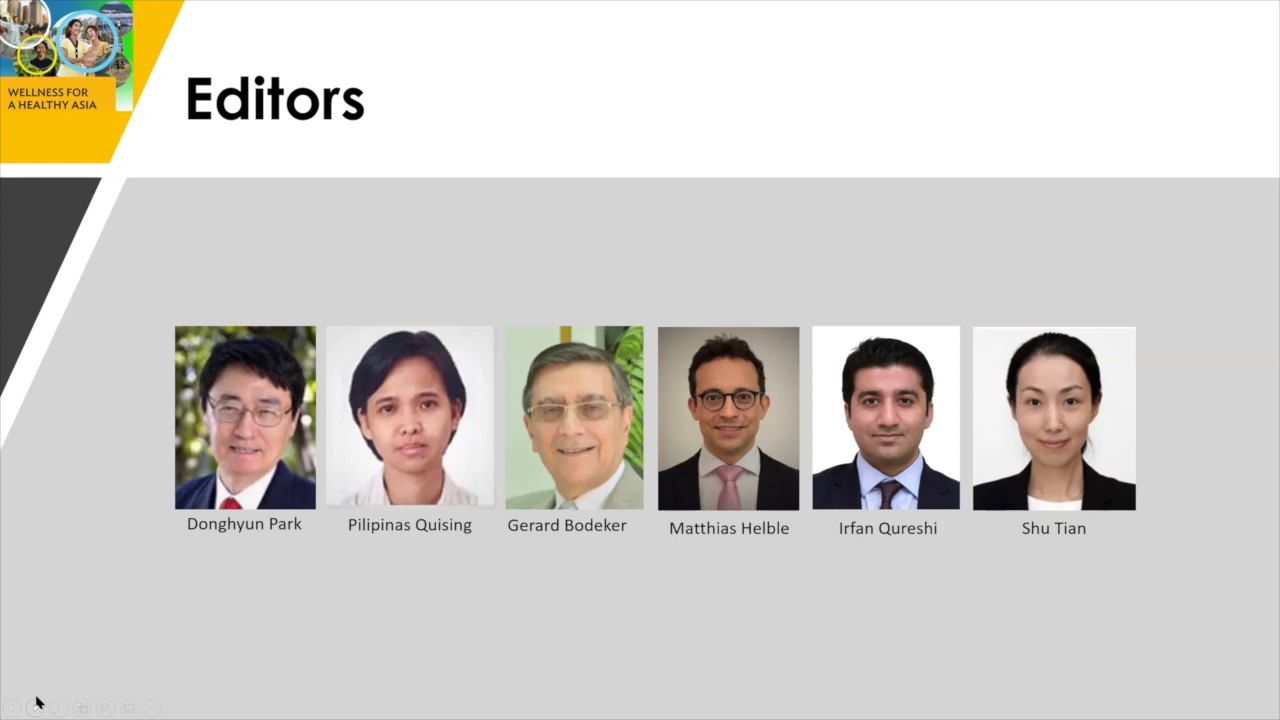 WELLNESS FOR
A HEALTHY ASIA
Editors
Donghyun Park
Pilipinas Quising
Gerard Bodeker
Matthias Helble
Irfan Qureshi
Shu Tian